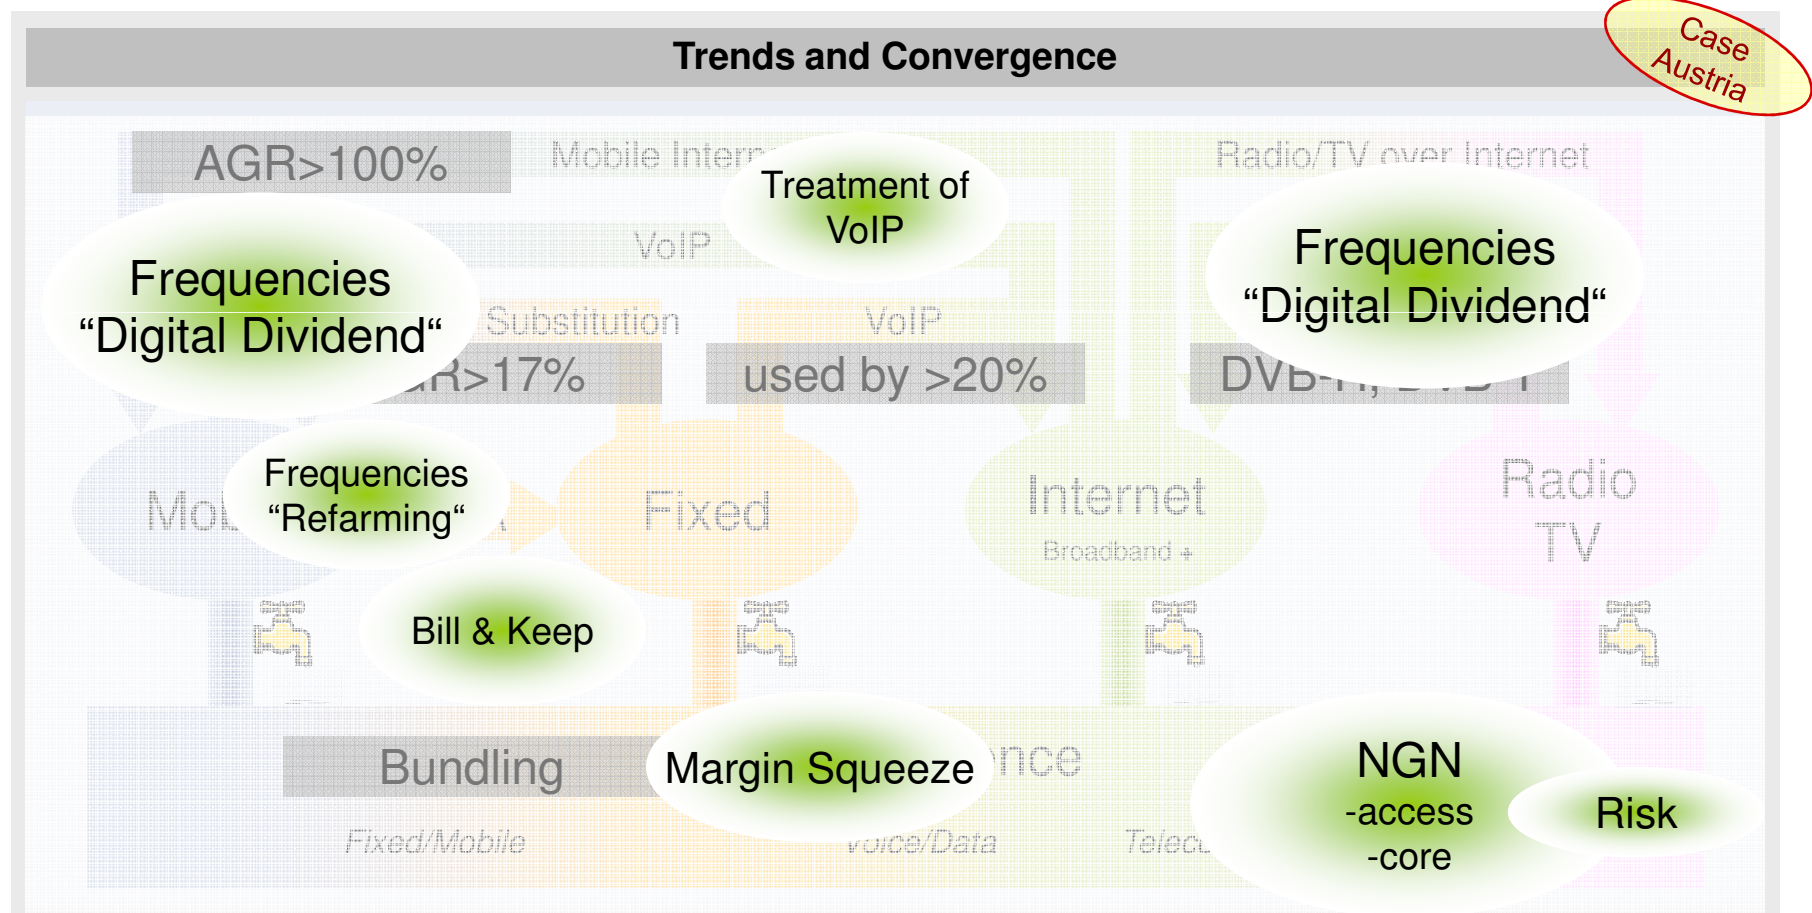 Trends and Convergence
Case
Austria
AGR>100%
Mobile
Radio/TV over Internet
Treatment of
VoIP
VoIP
Frequencies
“Digital Dividend“
Frequencies
“Digital Dividend“
Substitution
VoIP
>17%
used by >20%
Frequencies
“Refarming“
Fixed
Internet
Broadband +
Radio
TV
Bill & Keep
Bundling
Margin Squeeze
NGN
-access
-core
Risk
Fixed/Mobile
Voice/Data